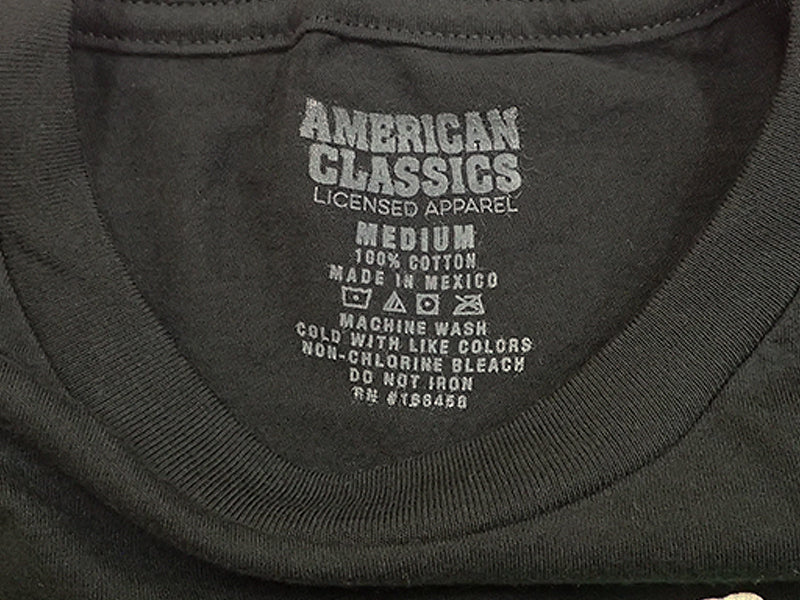 AMERICAN
CLASSICS
LICENSED APPAREL
MEDIUM
100% COTTON
MADE IN MEXICO
MACHINE WASH
COLD WITH LIKE COLORS
NON-CHLORINE BLEACH
DO NOT IRON
RN